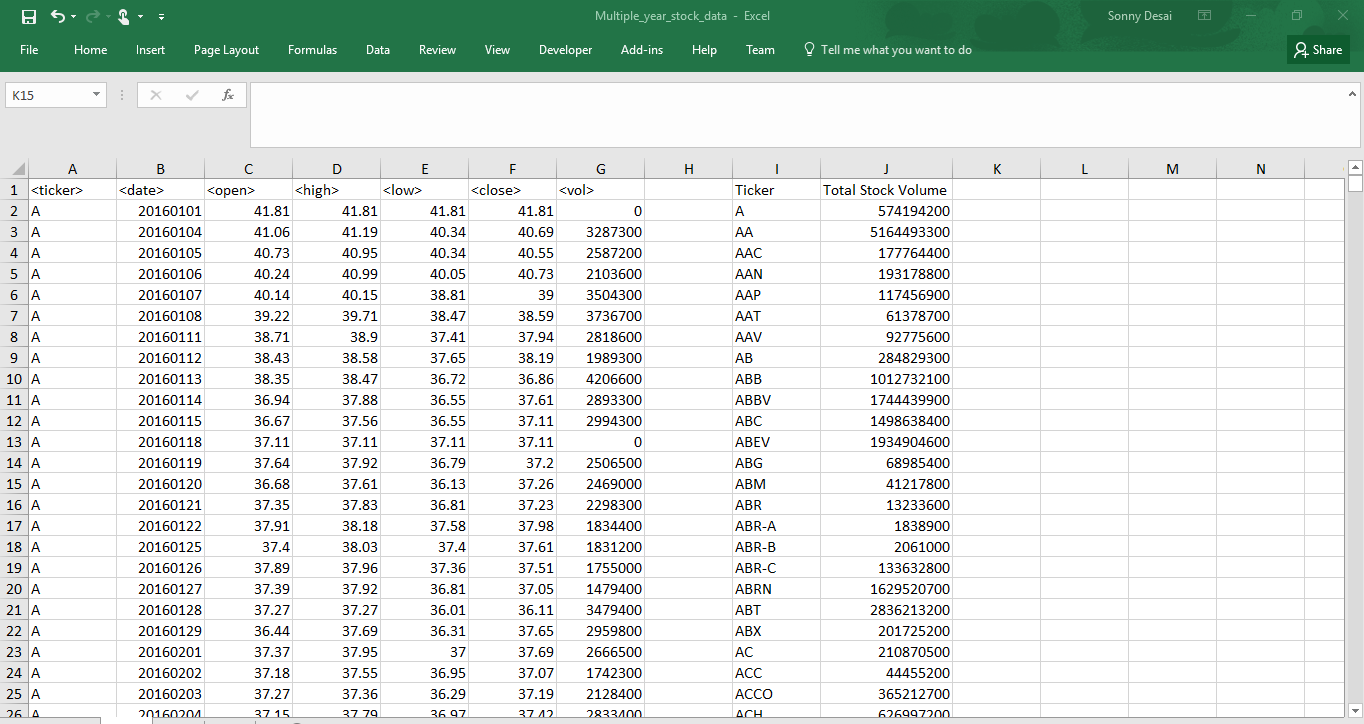 Multiple_year_stock_data - Excel Sonny Desai
File Home Insert Page Layout Formulas Data Review View Developer Add-ins Help Team Tell me what you want to do Share
K15 fx
A B C D E F G H I J K L M N
1 <ticker> <date> <open> <high> <low> <close> <vol> Ticker Total Stock Volume
2 A 20160101 41.81 41.81 41.81 41.81 0 A 574194200
3 A 20160104 41.06 41.19 40.34 40.69 3287300 AA 5164493300
4 A 20160105 40.73 40.95 40.34 40.55 2587200 AAC 177764400
5 A 20160106 40.24 40.99 40.05 40.73 2103600 AAN 193178800
6 A 20160107 40.14 40.15 38.81 39 3504300 AAP 117456900
7 A 20160108 39.22 39.71 38.47 38.59 3736700 AAT 61378700
8 A 20160111 38.71 38.9 37.41 37.94 2818600 AAV 92775600
9 A 20160112 38.43 38.58 37.65 38.19 1989300 AB 284829300
10 A 20160113 38.35 38.47 36.72 36.86 4206600 ABB 1012732100
11 A 20160114 36.94 37.88 36.55 37.61 2893300 ABBV 1744439900
12 A 20160115 36.67 37.56 36.55 37.11 2994300 ABC 1498638400
13 A 20160118 37.11 37.11 37.11 37.11 0 ABEV 1934904600
14 A 20160119 37.64 37.92 36.79 37.2 2506500 ABG 68985400
15 A 20160120 36.68 37.61 36.13 37.26 2469000 ABM 41217800
16 A 20160121 37.35 37.83 36.81 37.23 2298300 ABR 13233600
17 A 20160122 37.91 38.18 37.58 37.98 1834400 ABR-A 1838900
18 A 20160125 37.4 38.03 37.4 37.61 1831200 ABR-B 2061000
19 A 20160126 37.89 37.96 37.36 37.51 1755000 ABR-C 133632800
20 A 20160127 37.39 37.92 36.81 37.05 1479400 ABRN 1629520700
21 A 20160128 37.27 37.27 36.01 36.11 3479400 ABT 2836213200
22 A 20160129 36.44 37.69 36.31 37.65 2959800 ABX 201725200
23 A 20160201 37.37 37.95 37 37.69 2666500 AC 210870500
24 A 20160202 37.18 37.55 36.95 37.07 1742300 ACC 44455200
25 A 20160203 37.27 37.36 36.29 37.19 2128400 ACCO 365212700
26 A 20160204 37.15 37.79 36.97 37.42 2833400 ACH 626997200